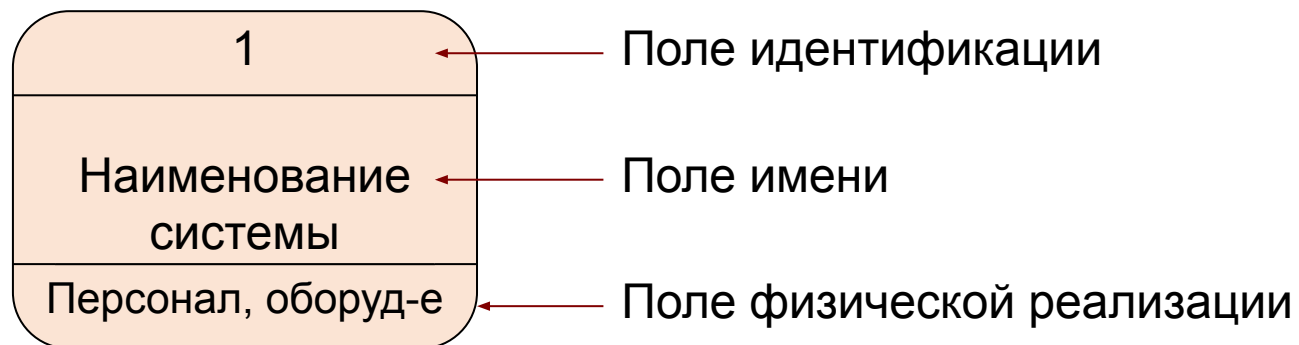 1
Поле идентификации
Наименование
системы
Поле имени
Персонал, оборуд-е
Поле физической реализации